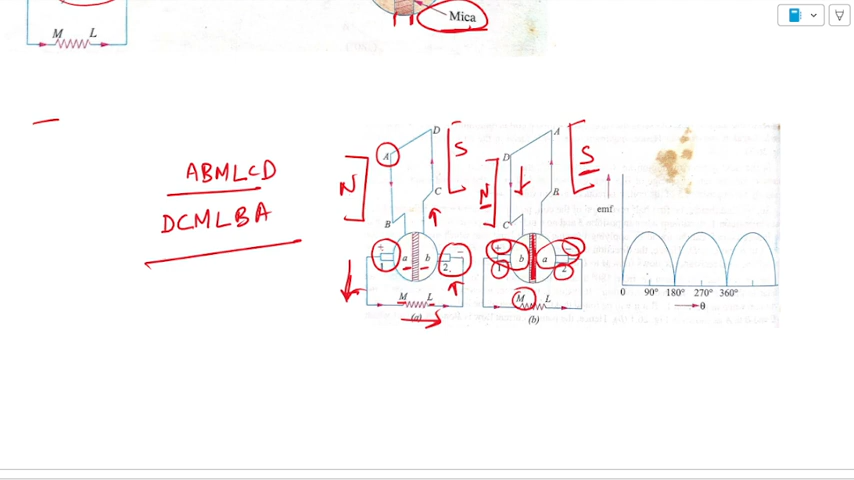 M L
Mica
ABMLCD
DCMLBA
A D N S B C
+ 1 a b − 2
M L
(a)
D A N S C B
+ 1 b a − 2
M L
(b)
emf
0 90° 180° 270° 360°
θ